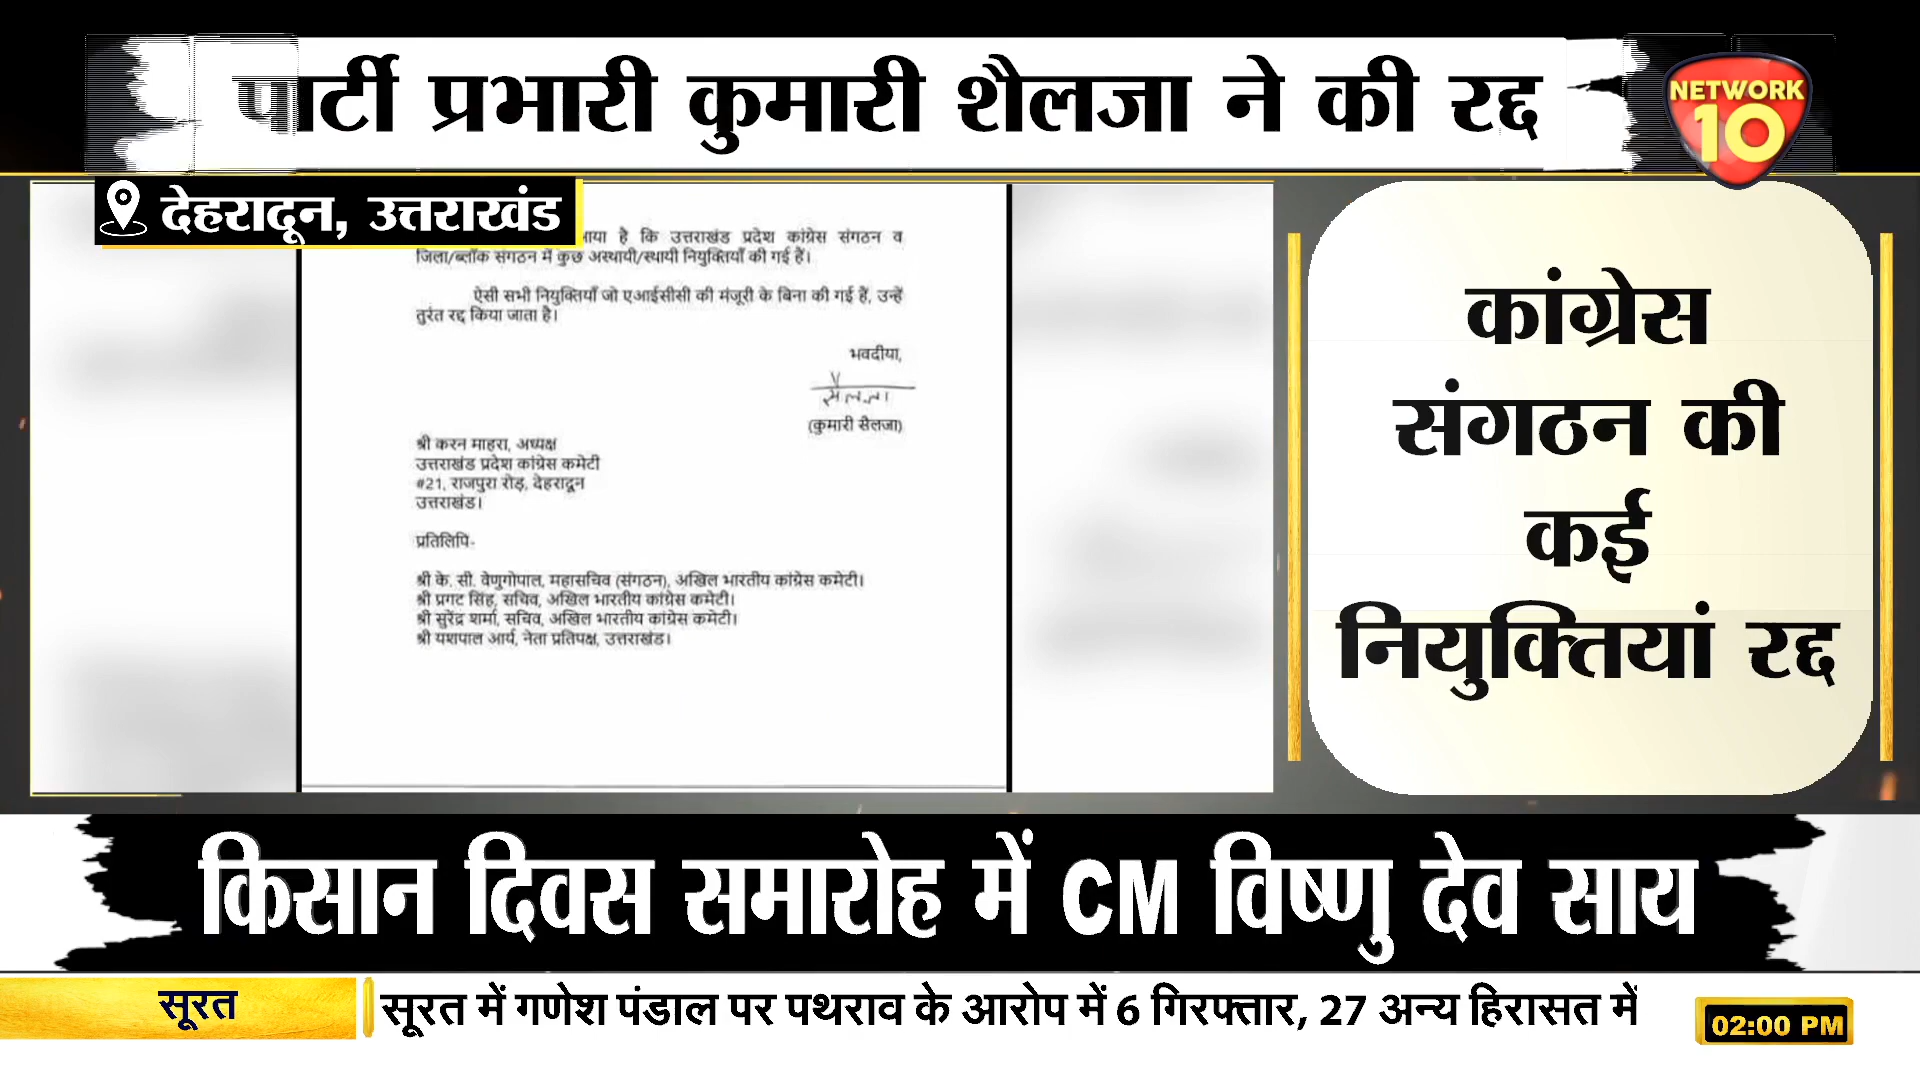 पार्टी प्रभारी कुमारी शैलजा ने की रद्द
NETWORK
10
देहरादून, उत्तराखंड
है कि उत्तराखंड प्रदेश कांग्रेस संगठन व
जिला/ब्लॉक संगठन में कुछ अस्थायी/स्थायी नियुक्तियाँ की गई हैं।
ऐसी सभी नियुक्तियाँ जो एआईसीसी की मंजूरी के बिना की गई हैं, उन्हें
तुरंत रद्द किया जाता है।
भवदीया,
(कुमारी सैलजा)
श्री करन माहरा, अध्यक्ष
उत्तराखंड प्रदेश कांग्रेस कमेटी
#21, राजपुरा रोड़, देहरादून
उत्तराखंड।
प्रतिलिपि-
श्री के. सी. वेणुगोपाल, महासचिव (संगठन), अखिल भारतीय कांग्रेस कमेटी।
श्री प्रगट सिंह, सचिव, अखिल भारतीय कांग्रेस कमेटी।
श्री सुरेंद्र शर्मा, सचिव, अखिल भारतीय कांग्रेस कमेटी।
श्री यशपाल आर्य, नेता प्रतिपक्ष, उत्तराखंड।
कांग्रेस
संगठन की
कई
नियुक्तियां रद्द
किसान दिवस समारोह में CM विष्णु देव साय
सूरत
सूरत में गणेश पंडाल पर पथराव के आरोप में 6 गिरफ्तार, 27 अन्य हिरासत में
02:00 PM